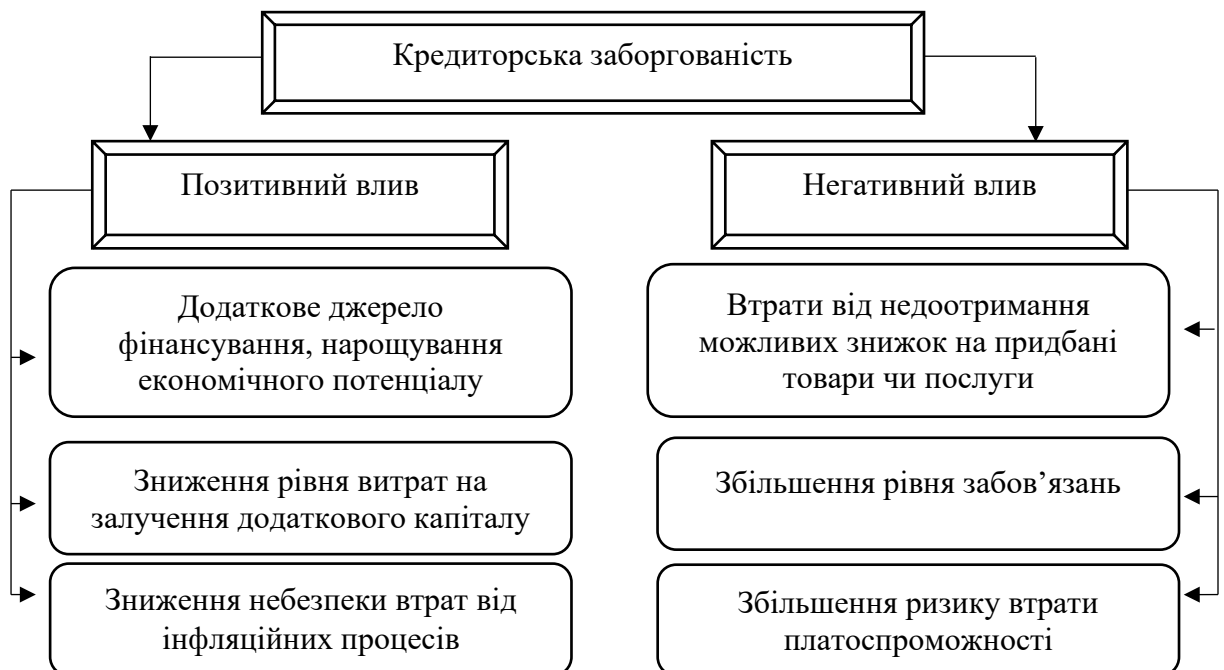 Кредиторська заборгованість
Позитивний влив
Негативний влив
Додаткове джерело
фінансування, нарощування
економічного потенціалу
Втрати від недоотримання
можливих знижок на придбані
товари чи послуги
Зниження рівня витрат на
залучення додаткового капіталу
Збільшення рівня забов’язань
Зниження небезпеки втрат від
інфляційних процесів
Збільшення ризику втрати
платоспроможності